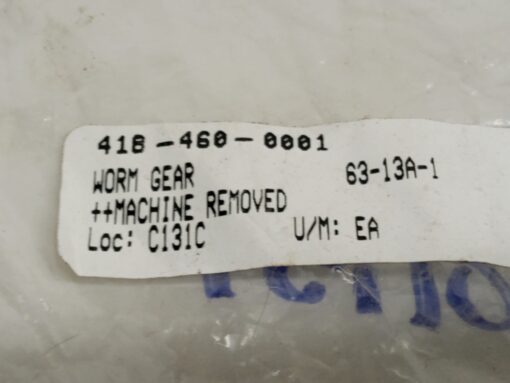 418-460-0001
WORM GEAR 63-13A-1
++MACHINE REMOVED
Loc: C131C U/M: EA